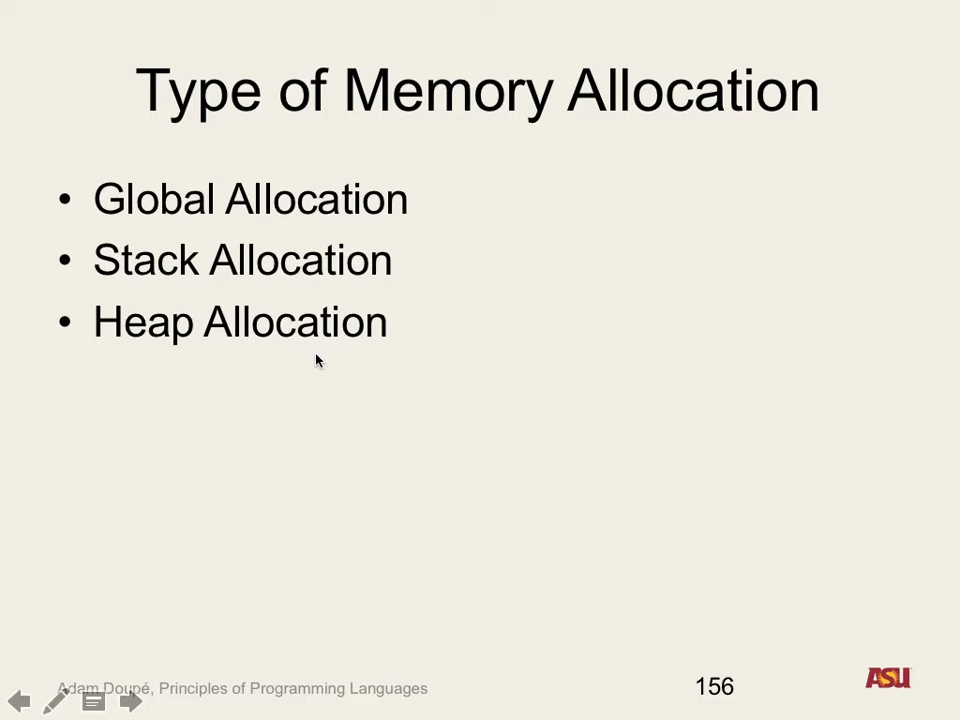 Type of Memory Allocation
• Global Allocation
• Stack Allocation
• Heap Allocation
Adam Doupé, Principles of Programming Languages
156
ASU